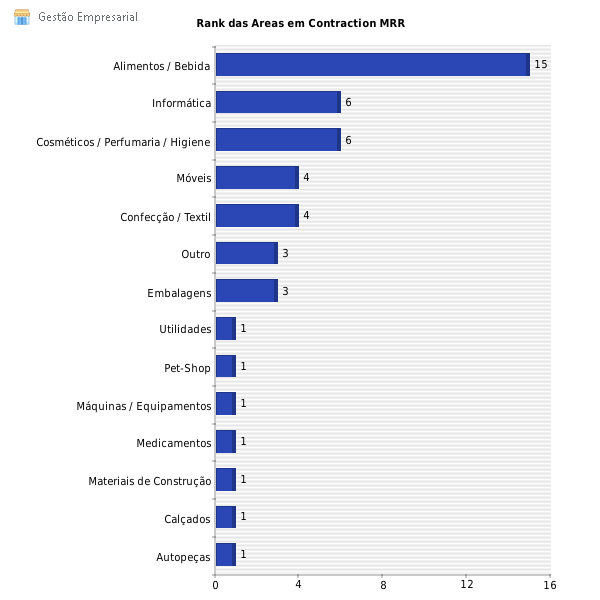 Gestão Empresarial
Rank das Areas em Contraction MRR
Alimentos / Bebida 15
Informática 6
Cosméticos / Perfumaria / Higiene 6
Móveis 4
Confecção / Textil 4
Outro 3
Embalagens 3
Utilidades 1
Pet-Shop 1
Máquinas / Equipamentos 1
Medicamentos 1
Materiais de Construção 1
Calçados 1
Autopeças 1
0 4 8 12 16